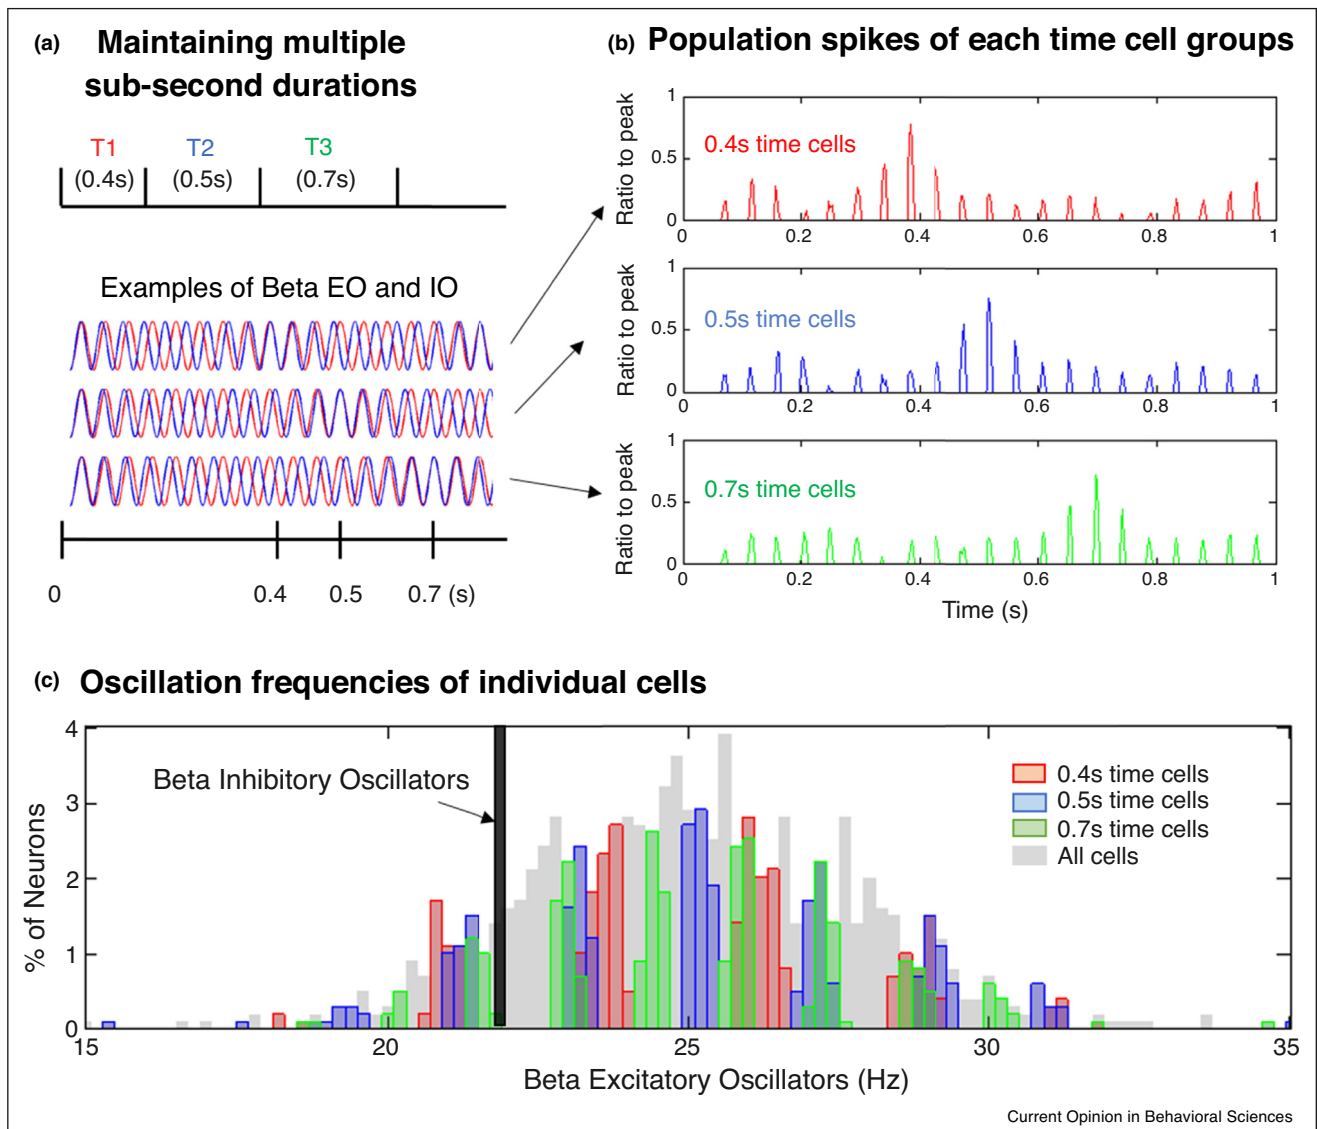 (a) Maintaining multiple
sub-second durations
T1 T2 T3
(0.4s) (0.5s) (0.7s)
Examples of Beta EO and IO
0 0.4 0.5 0.7 (s)
(b) Population spikes of each time cell groups
Ratio to peak
1
0.5
0
0.4s time cells
0 0.2 0.4 0.6 0.8 1
Ratio to peak
1
0.5
0
0.5s time cells
0 0.2 0.4 0.6 0.8 1
Ratio to peak
1
0.5
0
0.7s time cells
0 0.2 0.4 0.6 0.8 1
Time (s)
(c) Oscillation frequencies of individual cells
% of Neurons
4
3
2
1
0
Beta Inhibitory Oscillators
0.4s time cells
0.5s time cells
0.7s time cells
All cells
15 20 25 30 35
Beta Excitatory Oscillators (Hz)
Current Opinion in Behavioral Sciences